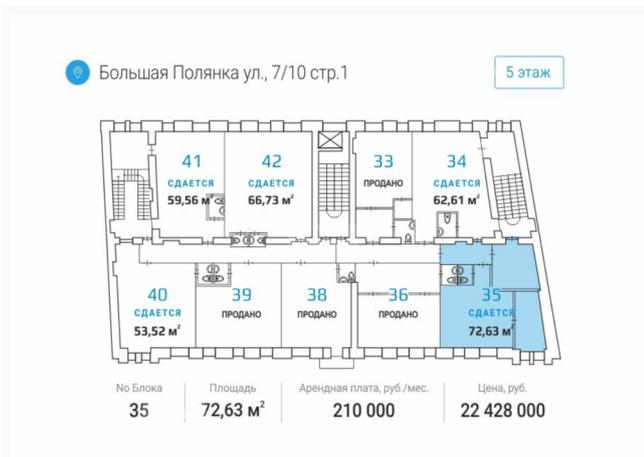 Большая Полянка ул., 7/10 стр.1
5 этаж
41
СДАЕТСЯ
59,56 м²
42
СДАЕТСЯ
66,73 м²
33
ПРОДАНО
34
СДАЕТСЯ
62,61 м²
40
СДАЕТСЯ
53,52 м²
39
ПРОДАНО
38
ПРОДАНО
36
ПРОДАНО
35
СДАЕТСЯ
72,63 м²
No Блока
Площадь
Арендная плата, руб./мес.
Цена, руб.
35
72,63 м²
210 000
22 428 000